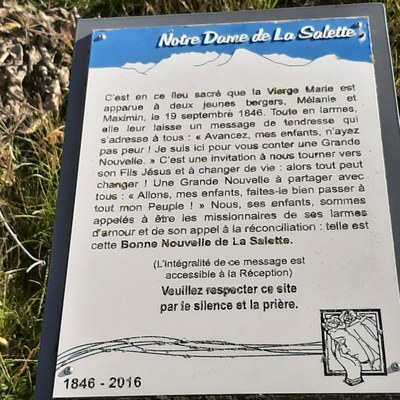 Notre Dame de La Salette
C'est en ce lieu sacré que la Vierge Marie est
apparue à deux jeunes bergers, Mélanie et
Maximin, le 19 septembre 1846. Toute en larmes,
elle leur laisse un message de tendresse qui
s'adresse à tous : « Avancez, mes enfants, n'ayez
pas peur ! Je suis ici pour vous conter une Grande
Nouvelle. » C'est une invitation à nous tourner vers
son Fils Jésus et à changer de vie : alors tout peut
changer ! Une Grande Nouvelle à partager avec
tous : « Allons, mes enfants, faites-le bien passer à
tout mon Peuple ! » Nous, ses enfants, sommes
appelés à être les missionnaires de ses larmes
d'amour et de son appel à la réconciliation : telle est
cette Bonne Nouvelle de La Salette.
(L'intégralité de ce message est
accessible à la Réception)
Veuillez respecter ce site
par le silence et la prière.
1846 - 2016